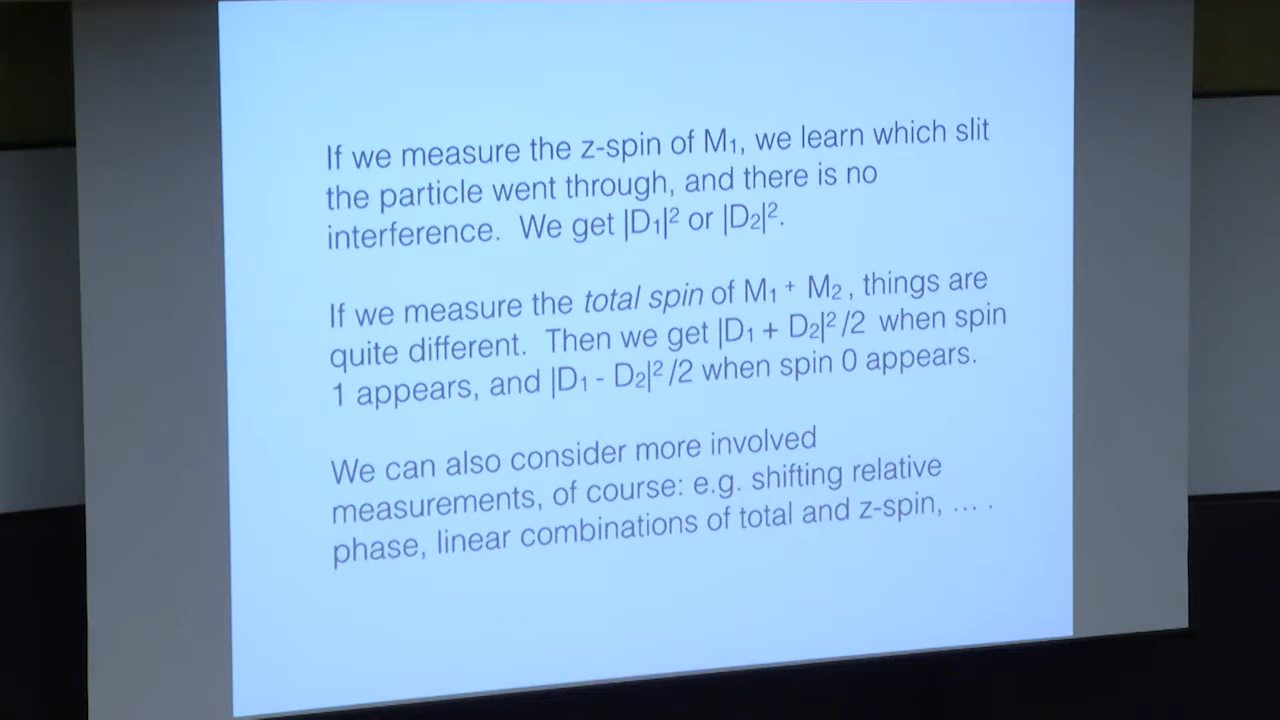 If we measure the z-spin of M₁, we learn which slit
the particle went through, and there is no
interference. We get |D₁|² or |D₂|².
If we measure the total spin of M₁ + M₂ , things are
quite different. Then we get |D₁ + D₂|² /2 when spin
1 appears, and |D₁ - D₂|² /2 when spin 0 appears.
We can also consider more involved
measurements, of course: e.g. shifting relative
phase, linear combinations of total and z-spin, ... .